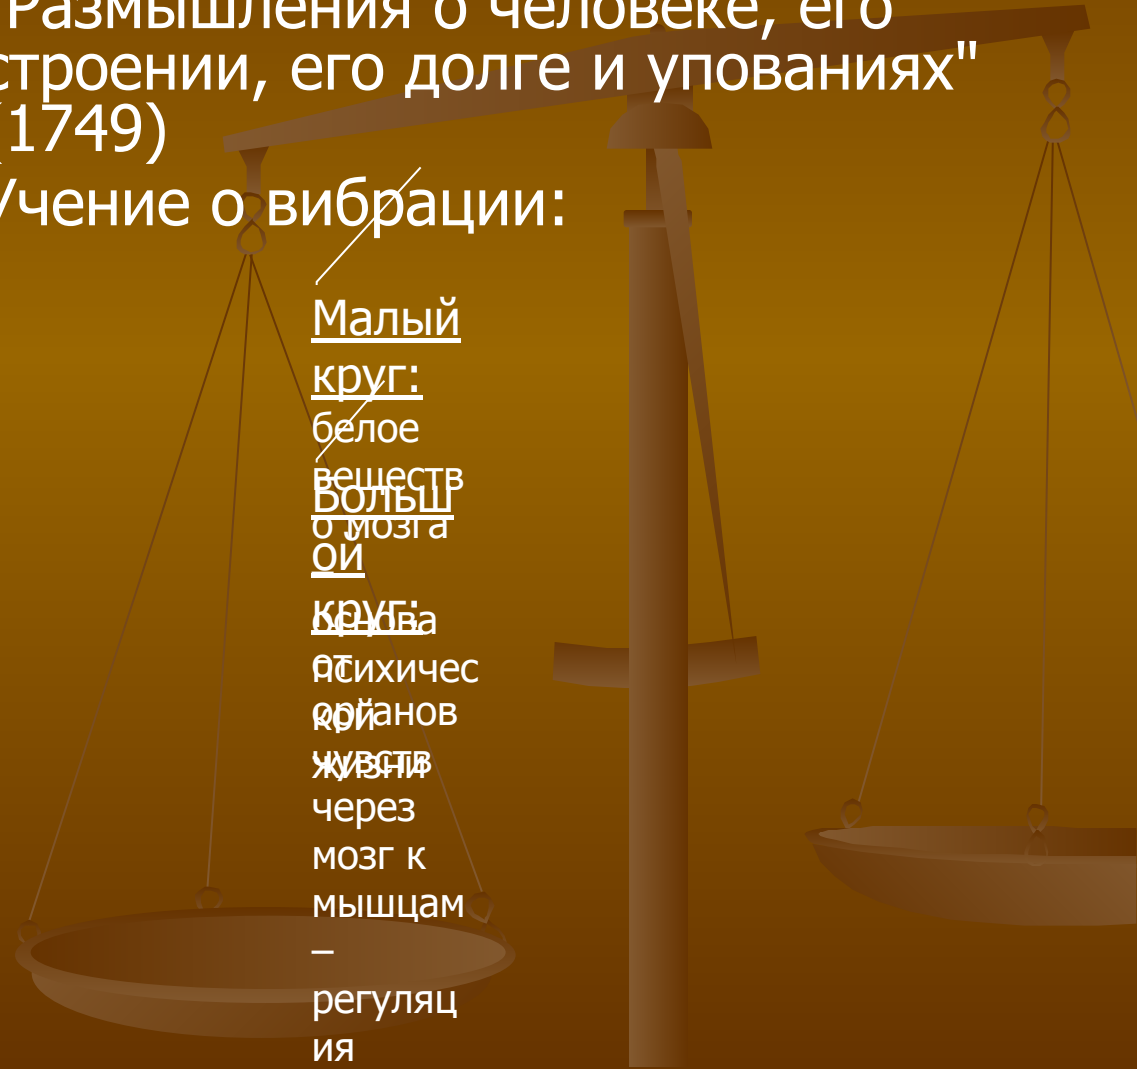 Размышления о человеке, его
строении, его долге и упованиях"
(1749)
Учение о вибрации:
Малый
круг:
белое
веществ
о мозга
основа
психичес
кой
жизни
Больш
ой
круг:
от
органов
чувств
через
мозг к
мышцам
–
регуляц
ия